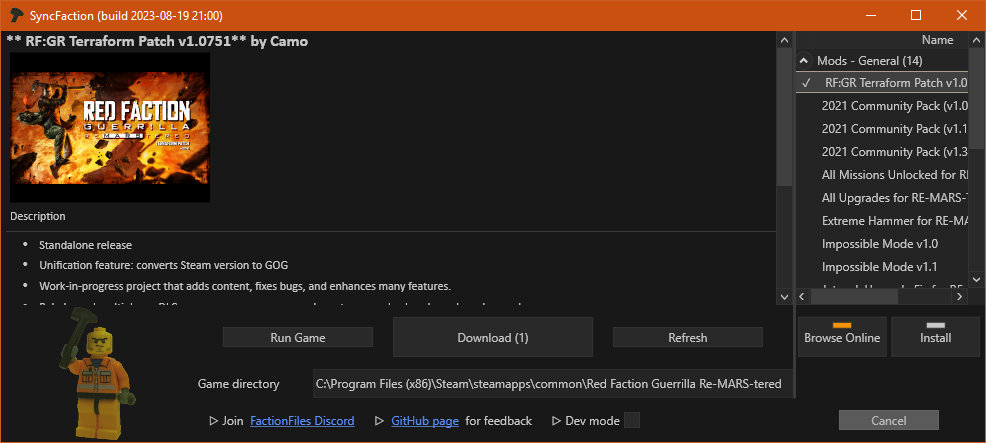 SyncFaction (build 2023-08-19 21:00)
** RF:GR Terraform Patch v1.0751** by Camo
RED FACTION
GUERRILLA
RE-MARS-TERED
TERRAFORM PATCH
Description
• Standalone release
• Unification feature: converts Steam version to GOG
• Work-in-progress project that adds content, fixes bugs, and enhances many features.
Name
Mods - General (14)
✓ RF:GR Terraform Patch v1.0
2021 Community Pack (v1.0
2021 Community Pack (v1.1
2021 Community Pack (v1.3
All Missions Unlocked for RE
All Upgrades for RE-MARS-T
Extreme Hammer for RE-MA
Impossible Mode v1.0
Impossible Mode v1.1
Run Game
Download (1)
Refresh
Browse Online
Install
Game directory
C:\Program Files (x86)\Steam\steamapps\common\Red Faction Guerrilla Re-MARS-tered
▷ Join FactionFiles Discord
▷ GitHub page for feedback
▷ Dev mode
Cancel